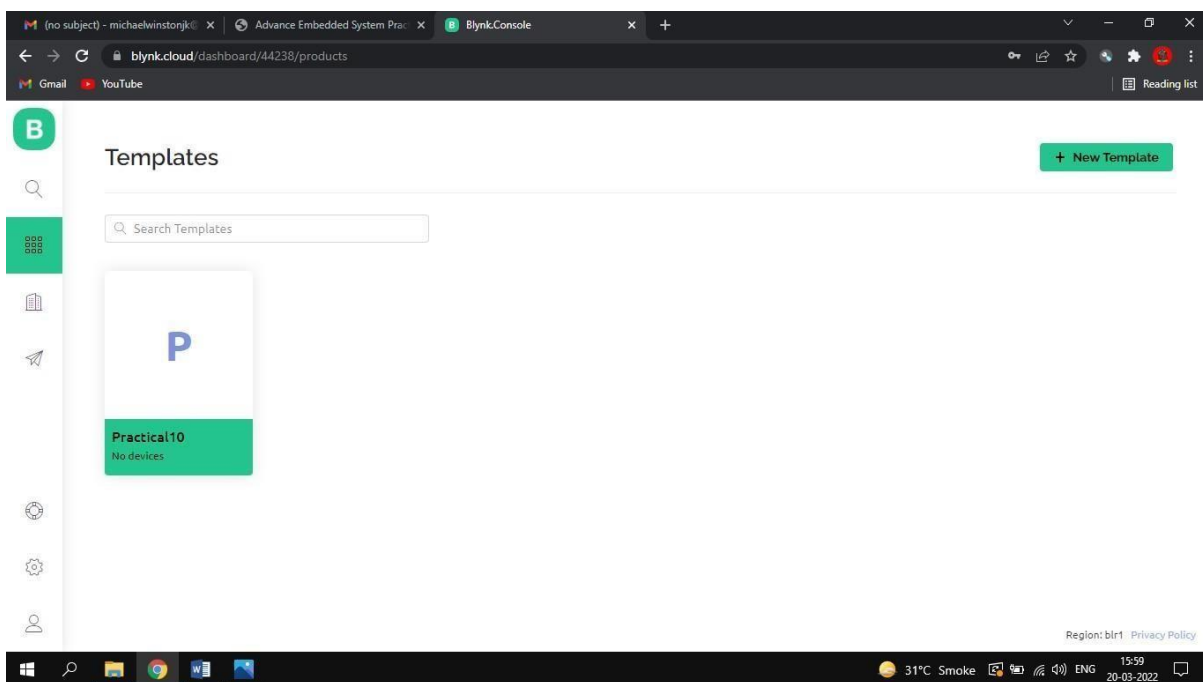 (no subject) - michaelwinstonjk@
Advance Embedded System Prac
B Blynk.Console
blynk.cloud/dashboard/44238/products
Gmail
YouTube
Reading list
B
Templates
+ New Template
Search Templates
P
Practical10
No devices
Region: blr1 Privacy Policy
31°C Smoke
ENG
15:59
20-03-2022